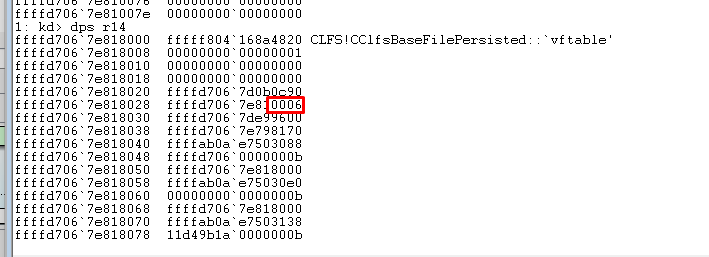 ffffd706`7e810076 00000000`00000000
ffffd706`7e81007e 00000000`00000000
1: kd> dps r14
ffffd706`7e818000 fffff804`168a4820 CLFS!CClfsBaseFilePersisted::`vftable'
ffffd706`7e818008 00000000`00000001
ffffd706`7e818010 00000000`00000000
ffffd706`7e818018 00000000`00000000
ffffd706`7e818020 ffffd706`7d0b0c90
ffffd706`7e818028 ffffd706`7e810006
ffffd706`7e818030 ffffd706`7de99600
ffffd706`7e818038 ffffd706`7e798170
ffffd706`7e818040 ffffab0a`e7503088
ffffd706`7e818048 ffffd706`0000000b
ffffd706`7e818050 ffffd706`7e818000
ffffd706`7e818058 ffffab0a`e75030e0
ffffd706`7e818060 00000000`0000000b
ffffd706`7e818068 ffffd706`7e818000
ffffd706`7e818070 ffffab0a`e7503138
ffffd706`7e818078 11d49b1a`0000000b